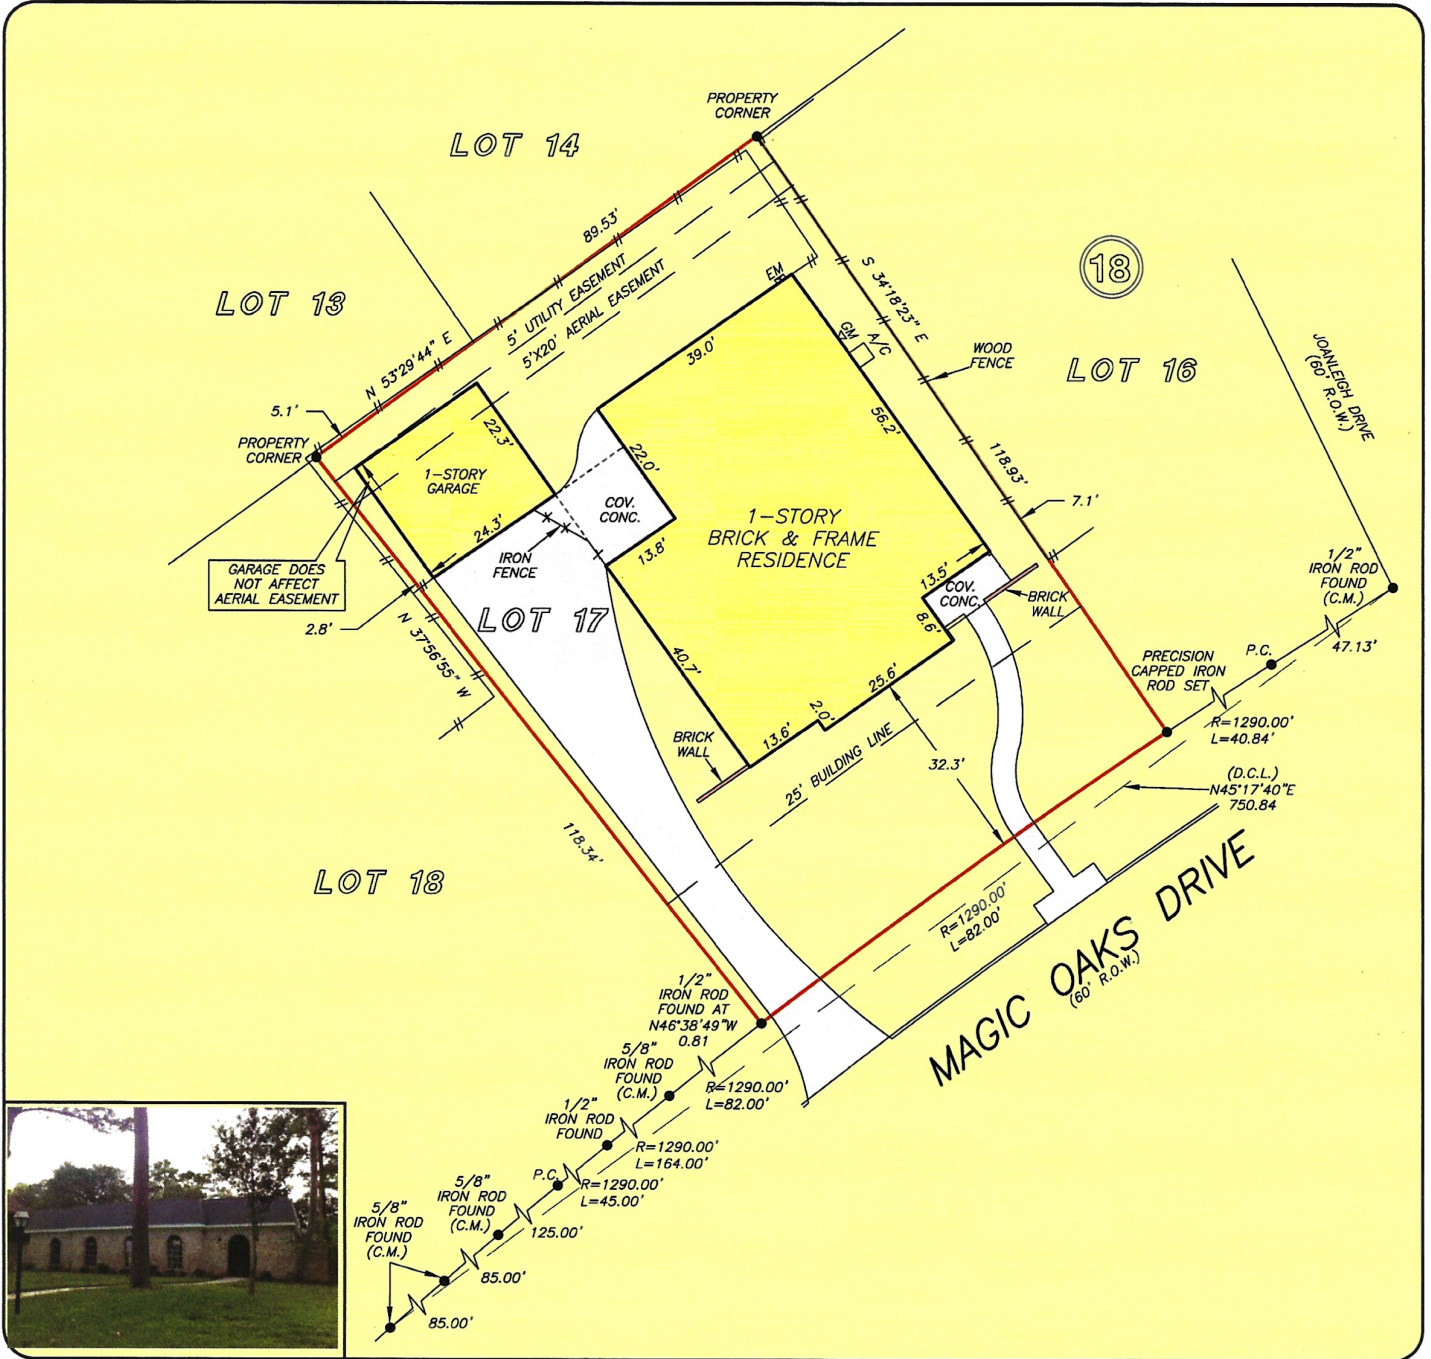 PROPERTY
CORNER
LOT 14
89.53'
LOT 13
5' UTILITY EASEMENT
5'X20' AERIAL EASEMENT
N 53°29'44" E
5.1'
PROPERTY
CORNER
EM
S 34°18'23" E
18
GM
A/C
WOOD
FENCE
LOT 16
JOANLEIGH DRIVE
(60' R.O.W.)
39.0'
56.2'
22.3'
1-STORY
GARAGE
24.3'
22.0'
COV.
CONC.
13.8'
IRON
FENCE
1-STORY
BRICK & FRAME
RESIDENCE
118.93'
7.1'
GARAGE DOES
NOT AFFECT
AERIAL EASEMENT
2.8'
N 37°56'55" W
LOT 17
40.7'
13.5'
COV.
CONC.
8.6'
BRICK
WALL
1/2"
IRON ROD
FOUND
(C.M.)
47.13'
P.C.
PRECISION
CAPPED IRON
ROD SET
R=1290.00'
L=40.84'
25.6'
2.0'
13.6'
BRICK
WALL
25' BUILDING LINE
32.3'
(D.C.L.)
N45°17'40"E
750.84
118.34'
LOT 18
R=1290.00'
L=82.00'
MAGIC OAKS DRIVE
(60' R.O.W.)
1/2"
IRON ROD
FOUND AT
N46°38'49"W
0.81
5/8"
IRON ROD
FOUND
(C.M.)
R=1290.00'
L=82.00'
1/2"
IRON ROD
FOUND
R=1290.00'
L=164.00'
P.C.
R=1290.00'
L=45.00'
5/8"
IRON ROD
FOUND
(C.M.)
125.00'
5/8"
IRON ROD
FOUND
(C.M.)
85.00'
85.00'